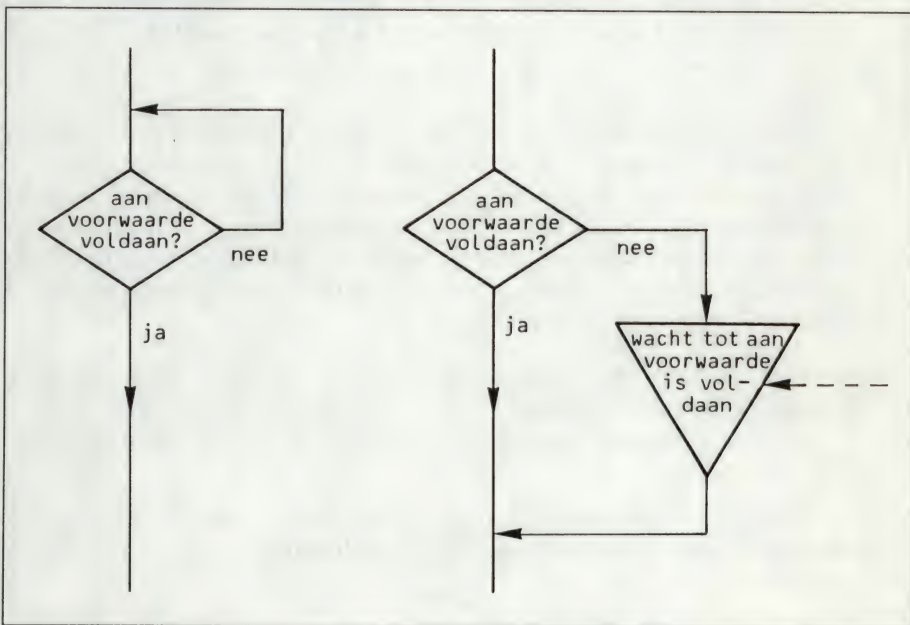 aan
voorwaarde
voldaan?
nee
ja
aan
voorwaarde
voldaan?
nee
ja
wacht tot aan
voorwaarde
is vol-
daan